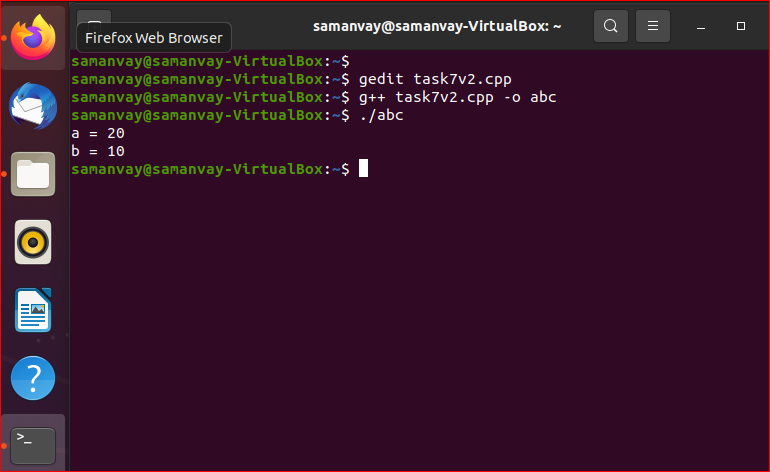 samanvay@samanvay-VirtualBox: ~
Firefox Web Browser
samanvay@samanvay-VirtualBox:~$
samanvay@samanvay-VirtualBox:~$ gedit task7v2.cpp
samanvay@samanvay-VirtualBox:~$ g++ task7v2.cpp -o abc
samanvay@samanvay-VirtualBox:~$ ./abc
a = 20
b = 10
samanvay@samanvay-VirtualBox:~$
?
>_